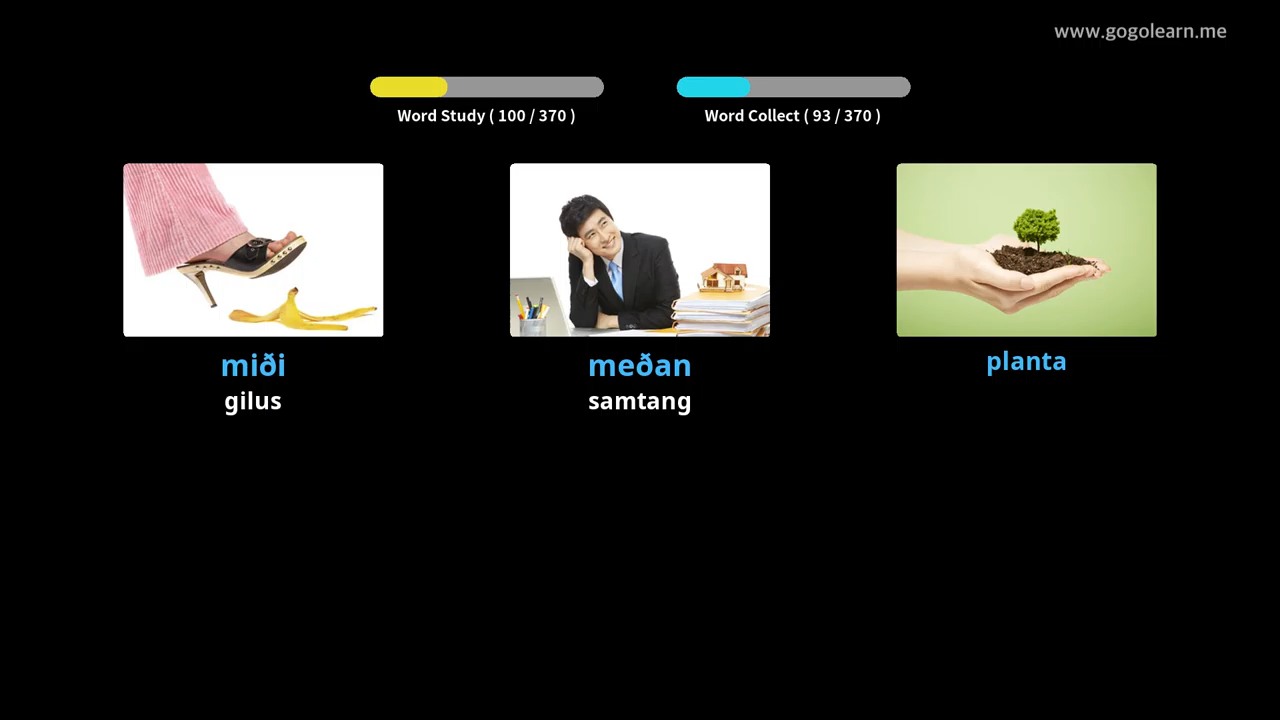 www.gogolearn.me
Word Study ( 100 / 370 )
Word Collect ( 93 / 370 )
miði
gilus
meðan
samtang
planta